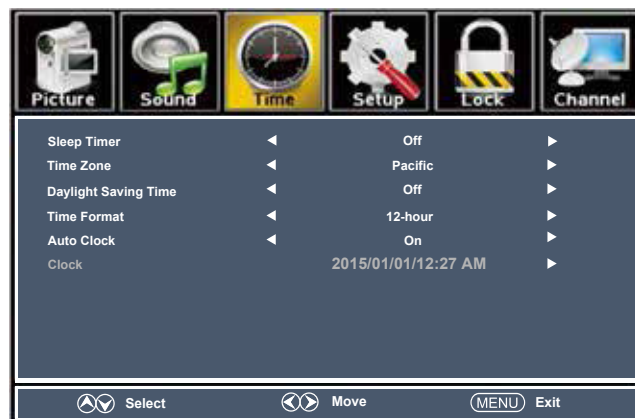 Picture Sound Time Setup Lock Channel
Sleep Timer Off
Time Zone Pacific
Daylight Saving Time Off
Time Format 12-hour
Auto Clock On
Clock 2015/01/01/12:27 AM
Select Move MENU Exit